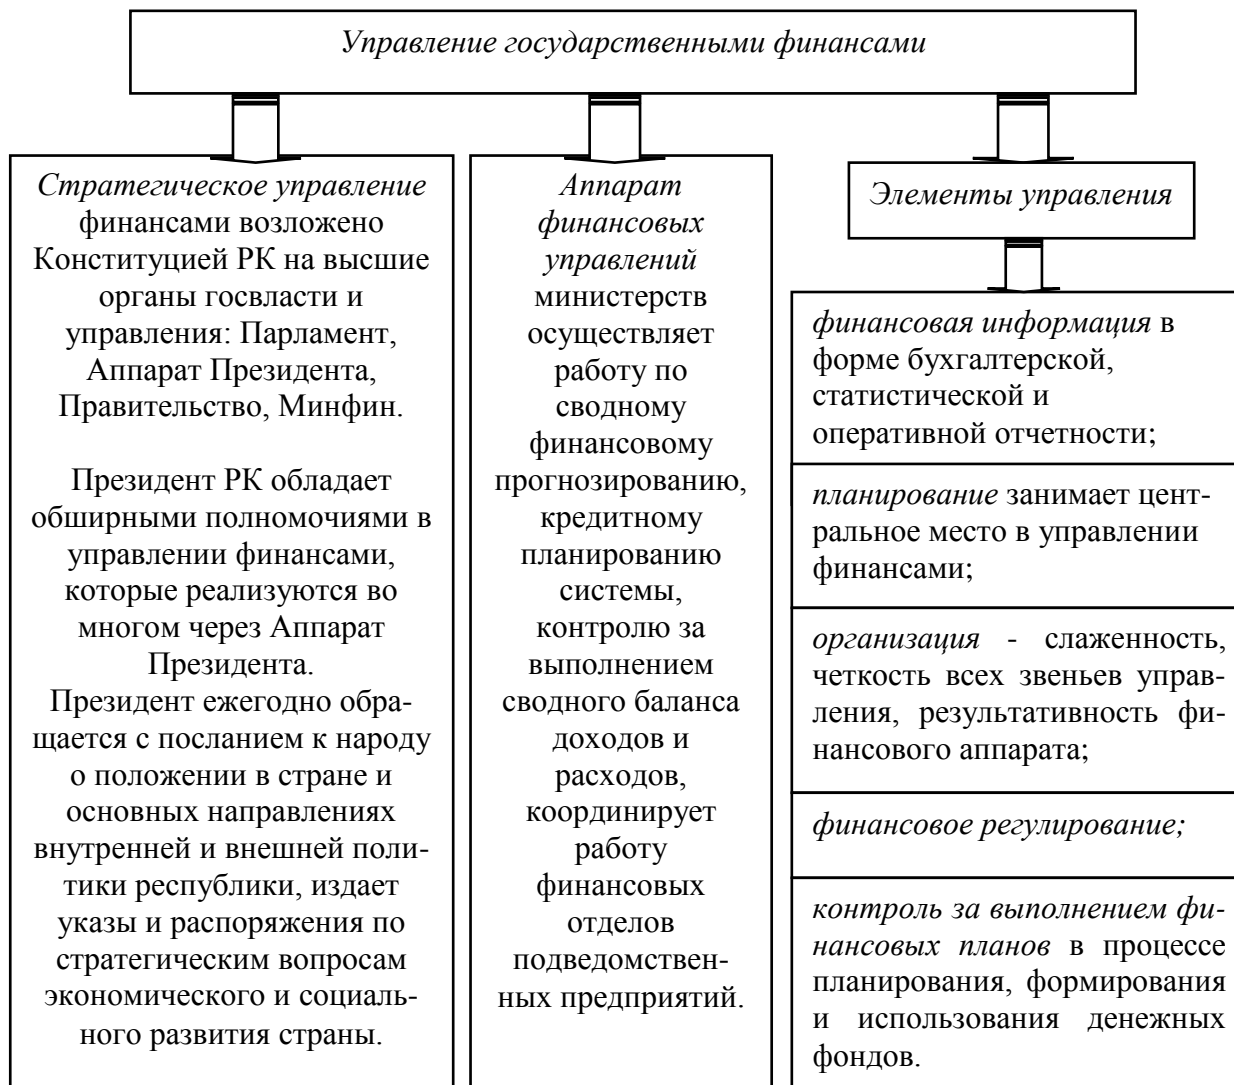 Управление государственными финансами
Стратегическое управление
финансами возложено
Конституцией РК на высшие
органы госвласти и
управления: Парламент,
Аппарат Президента,
Правительство, Минфин.
Президент РК обладает
обширными полномочиями в
управлении финансами,
которые реализуются во
многом через Аппарат
Президента.
Президент ежегодно обра-
щается с посланием к народу
о положении в стране и
основных направлениях
внутренней и внешней поли-
тики республики, издает
указы и распоряжения по
стратегическим вопросам
экономического и социаль-
ного развития страны.
Аппарат
финансовых
управлений
министерств
осуществляет
работу по
сводному
финансовому
прогнозированию,
кредитному
планированию
системы,
контролю за
выполнением
сводного баланса
доходов и
расходов,
координирует
работу
финансовых
отделов
подведомствен-
ных предприятий.
Элементы управления
финансовая информация в
форме бухгалтерской,
статистической и
оперативной отчетности;
планирование занимает цент-
ральное место в управлении
финансами;
организация - слаженность,
четкость всех звеньев управ-
ления, результативность фи-
нансового аппарата;
финансовое регулирование;
контроль за выполнением фи-
нансовых планов в процессе
планирования, формирования
и использования денежных
фондов.